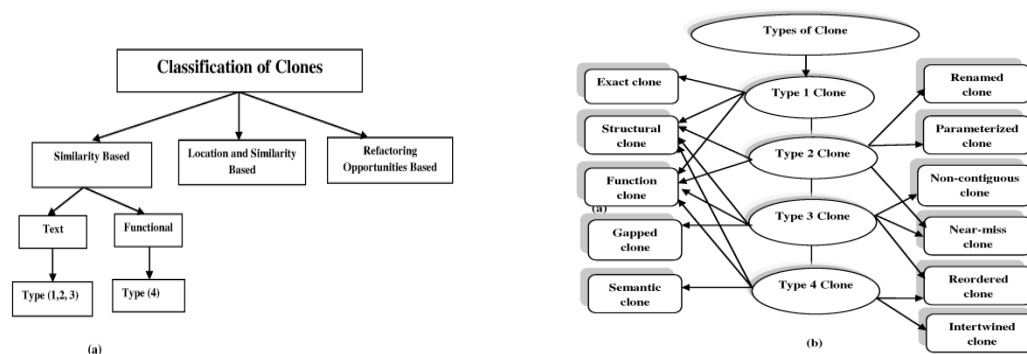 Classification of Clones
Similarity Based
Location and Similarity
Based
Refactoring
Opportunities Based
Text
Functional
Type (1,2, 3)
Type (4)
(a)
Types of Clone
Exact clone
Type 1 Clone
Renamed
clone
Structural
clone
Type 2 Clone
Parameterized
clone
Function
clone
(a)
Type 3 Clone
Non-contiguous
clone
Gapped
clone
Near-miss
clone
Semantic
clone
Type 4 Clone
Reordered
clone
Intertwined
clone
(b)